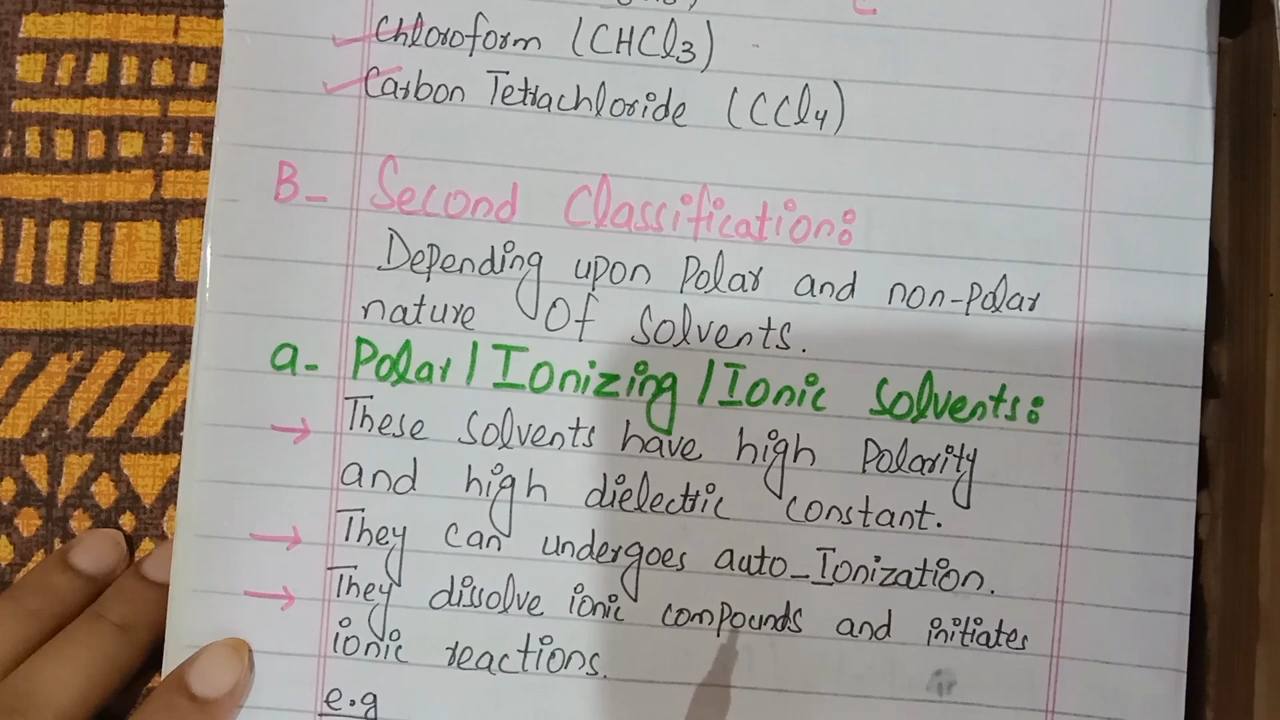 Chloroform (CHCl3)
Carbon Tetrachloride (CCl4)
B- Second Classification:
Depending upon Polar and non-polar
nature of solvents.
a- Polar/Ionizing/Ionic solvents:
→ These solvents have high Polarity
and high dielectric constant.
→ They can undergoes auto-Ionization.
→ They dissolve ionic compounds and initiates
ionic reactions.
e.g